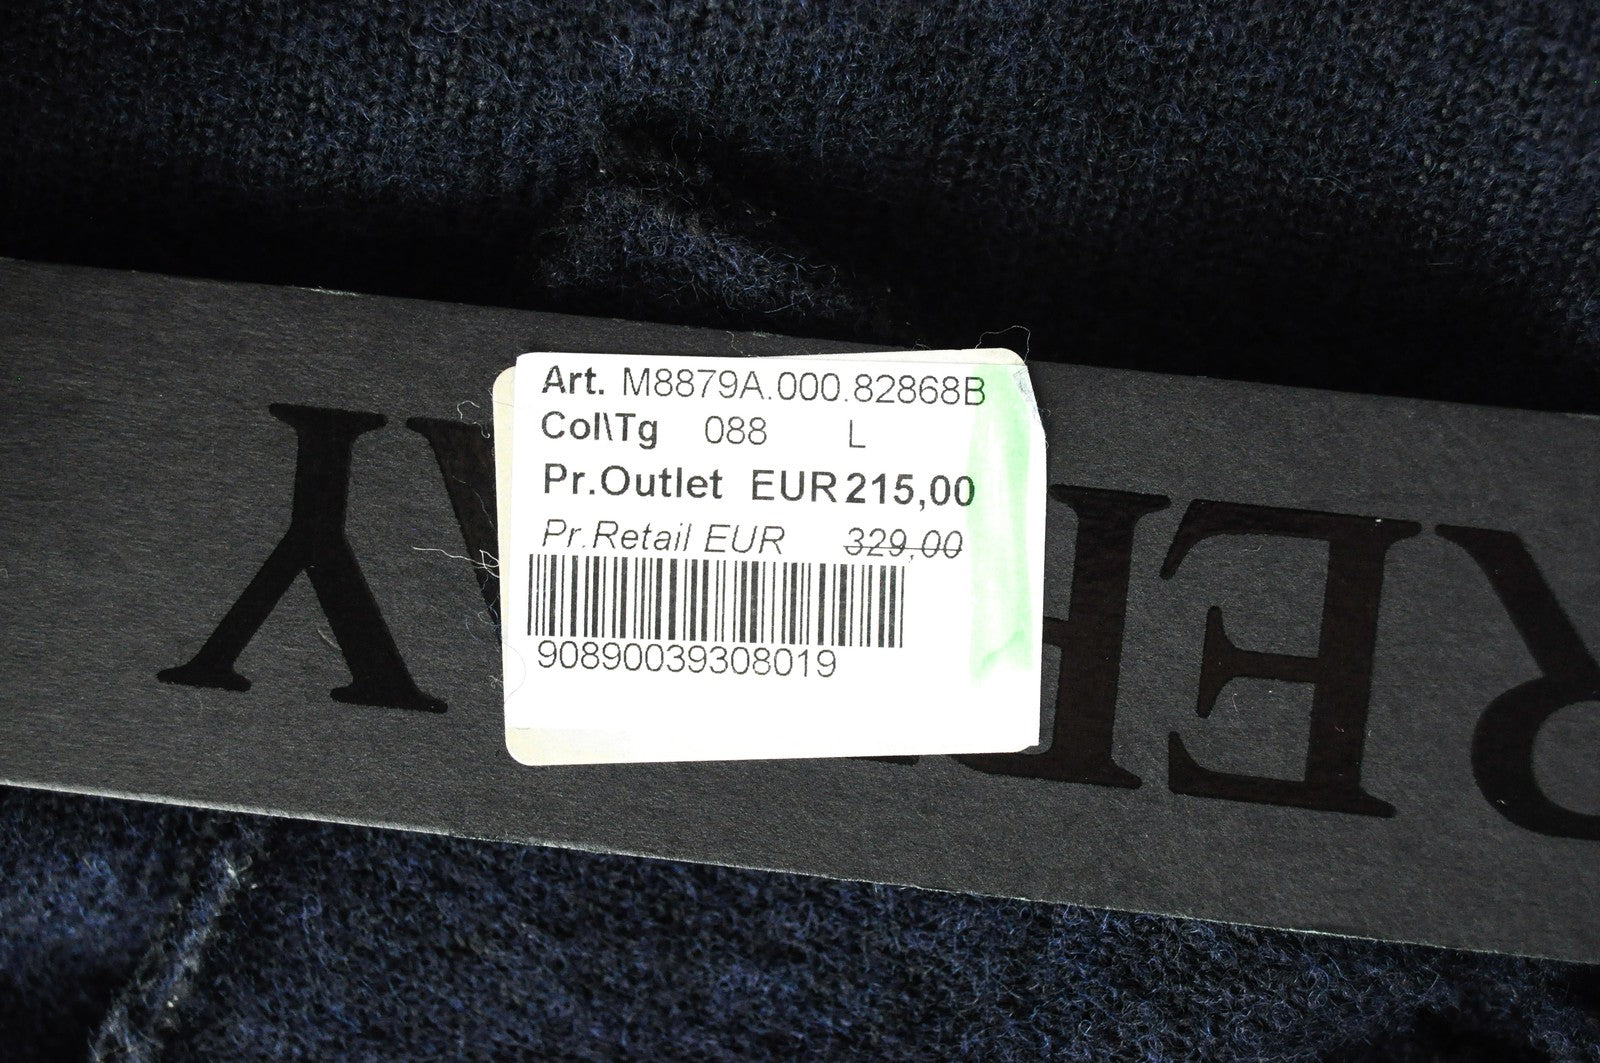 Art. M8879A.000.82868B
Col\Tg 088 L
Pr.Outlet EUR 215,00
Pr.Retail EUR 329,00
90890039308019